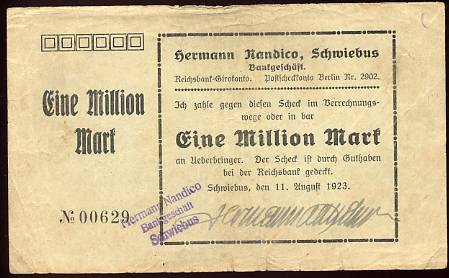 Eine Million
Mark
№ 00629
Hermann Nandico, Schwiebus
Bankgeschäft.
Reichsbank-Girokonto. Postscheckkonto Berlin Nr. 2902.
Ich zahle gegen diesen Scheck im Verrechnungs-
wege oder in bar
Eine Million Mark
an Ueberbringer. Der Scheck ist durch Guthaben
bei der Reichsbank gedeckt.
Schwiebus, den 11. August 1923.
Hermann Nandico
Bankgeschäft
Schwiebus